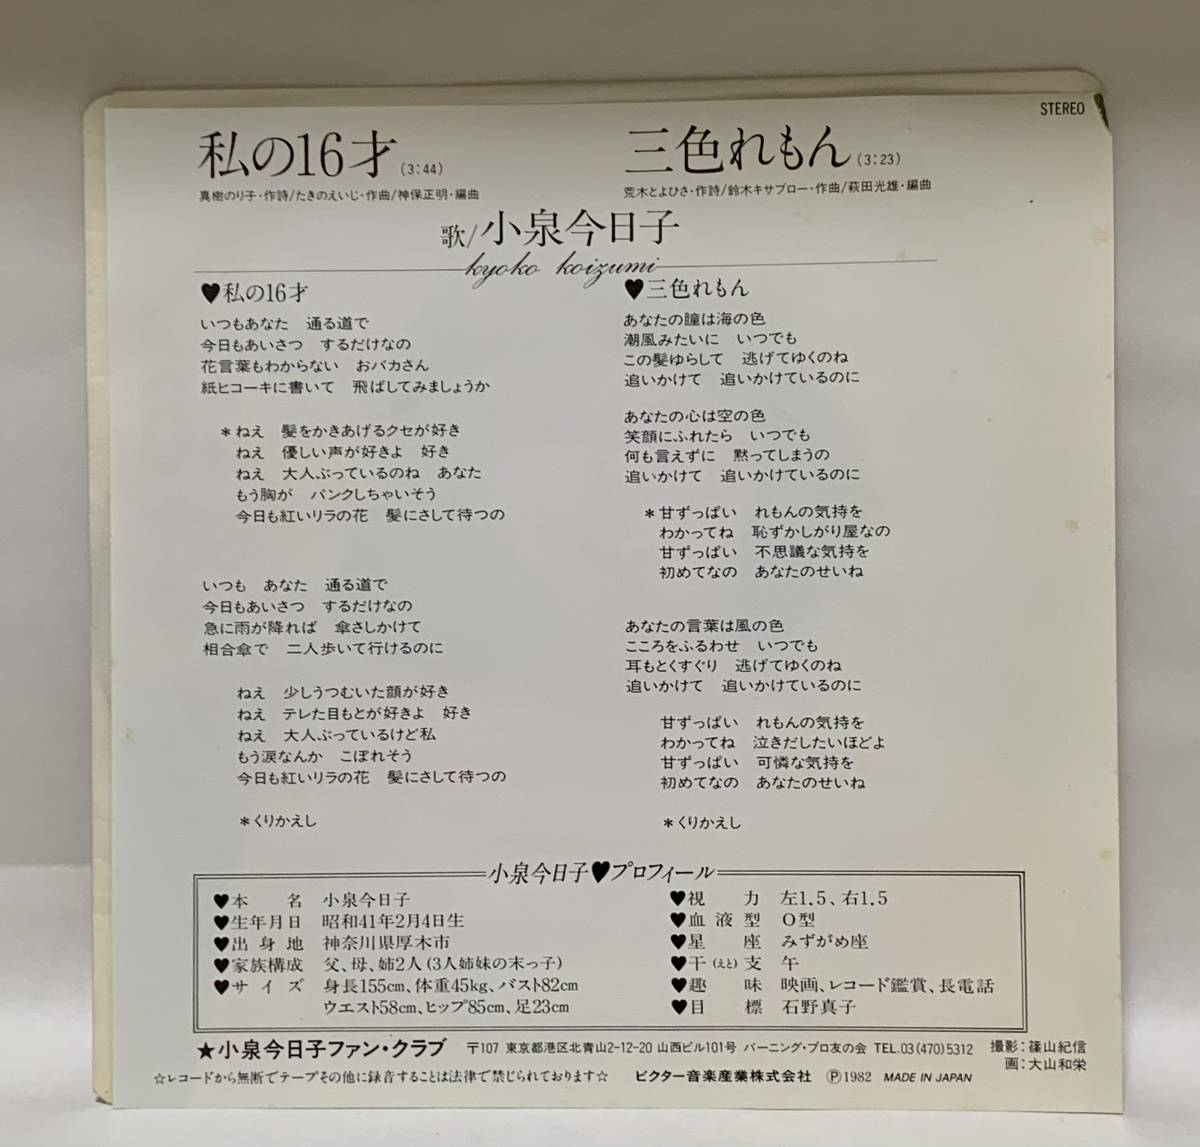 STEREO
私の16才(3:44)
真樹のり子・作詩/たきのえいじ・作曲/神保正明・編曲
三色れもん(3:23)
荒木とよひさ・作詩/鈴木キサブロー・作曲/萩田光雄・編曲
歌/小泉今日子
kyoko koizumi
♥私の16才
いつもあなた　通る道で
今日もあいさつ　するだけなの
花言葉もわからない　おバカさん
紙ヒコーキに書いて　飛ばしてみましょうか
＊ねえ　髪をかきあげるクセが好き
ねえ　優しい声が好きよ　好き
ねえ　大人ぶっているのね　あなた
もう胸が　パンクしちゃいそう
今日も紅いリラの花　髪にさして待つの
いつも　あなた　通る道で
今日もあいさつ　するだけなの
急に雨が降れば　傘さしかけて
相合傘で　二人歩いて行けるのに
ねえ　少しうつむいた顔が好き
ねえ　テレた目もとが好きよ　好き
ねえ　大人ぶっているけど私
もう涙なんか　こぼれそう
今日も紅いリラの花　髪にさして待つの
＊くりかえし
♥三色れもん
あなたの瞳は海の色
潮風みたいに　いつでも
この髪ゆらして　逃げてゆくのね
追いかけて　追いかけているのに
あなたの心は空の色
笑顔にふれたら　いつでも
何も言えずに　黙ってしまうの
追いかけて　追いかけているのに
＊甘ずっぱい　れもんの気持を
わかってね　恥ずかしがり屋なの
甘ずっぱい　不思議な気持を
初めてなの　あなたのせいね
あなたの言葉は風の色
こころをふるわせ　いつでも
耳もとくすぐり　逃げてゆくのね
追いかけて　追いかけているのに
甘ずっぱい　れもんの気持を
わかってね　泣きだしたいほどよ
甘ずっぱい　可憐な気持を
初めてなの　あなたのせいね
＊くりかえし
小泉今日子♥プロフィール
♥本名　小泉今日子
♥生年月日　昭和41年2月4日生
♥出身地　神奈川県厚木市
♥家族構成　父、母、姉2人(3人姉妹の末っ子)
♥サイズ　身長155cm、体重45kg、バスト82cm
ウエスト58cm、ヒップ85cm、足23cm
♥視力　左1.5、右1.5
♥血液型　O型
♥星座　みずがめ座
♥干(えと)支　午
♥趣味　映画、レコード鑑賞、長電話
♥目標　石野真子
★小泉今日子ファン・クラブ　〒107 東京都港区北青山2-12-20 山西ビル101号 バーニング・プロ友の会 TEL.03(470)5312
撮影：篠山紀信
画：大山和栄
☆レコードから無断でテープその他に録音することは法律で禁じられております☆　ビクター音楽産業株式会社　Ⓟ1982　MADE IN JAPAN